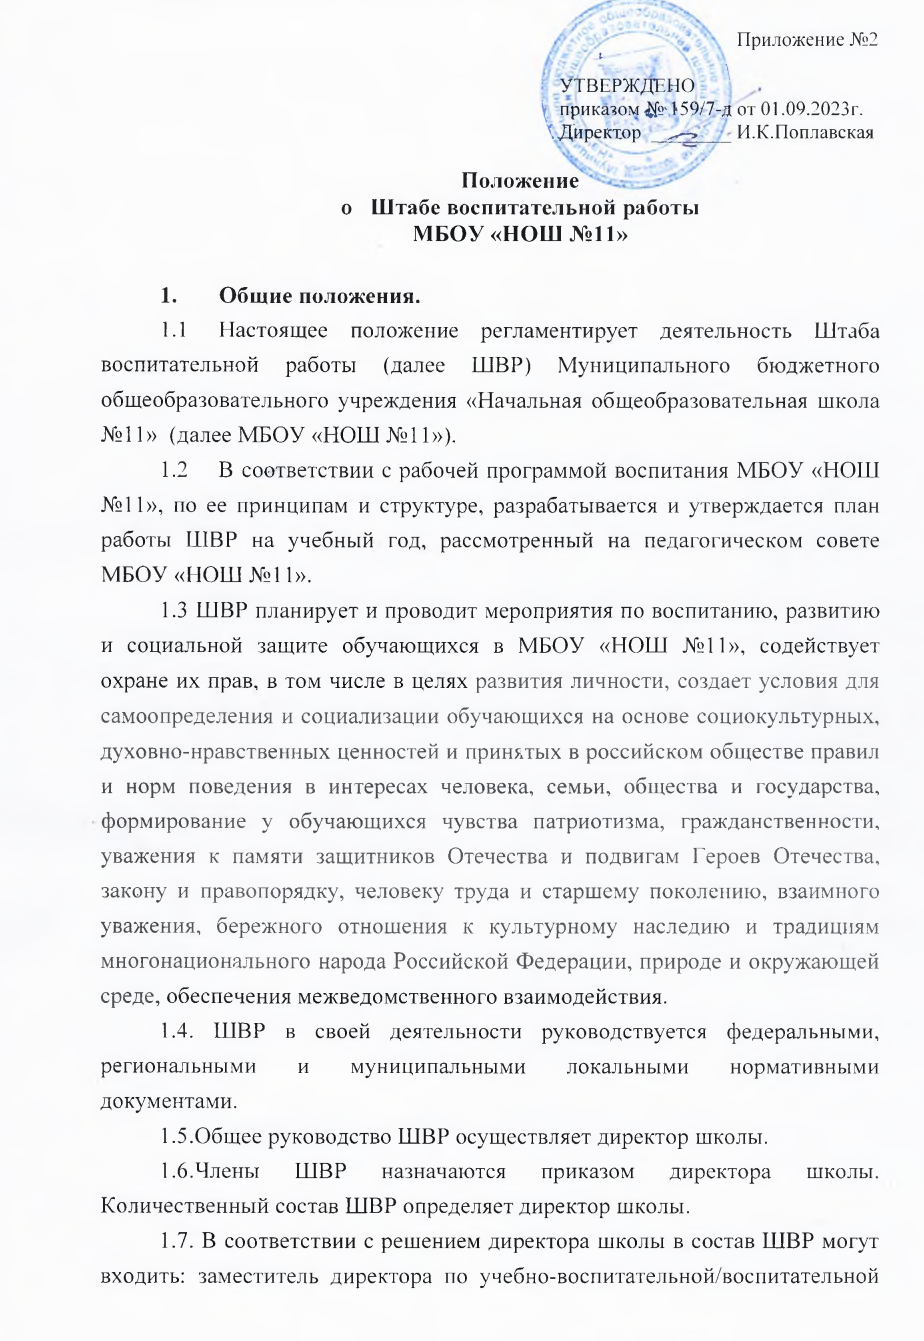 Приложение №2
УТВЕРЖДЕНО
приказом № 159/7-д от 01.09.2023г.
Директор ________ И.К.Поплавская
Положение
о Штабе воспитательной работы
МБОУ «НОШ №11»
1. Общие положения.
1.1 Настоящее положение регламентирует деятельность Штаба
воспитательной работы (далее ШВР) Муниципального бюджетного
общеобразовательного учреждения «Начальная общеобразовательная школа
№11» (далее МБОУ «НОШ №11»).
1.2 В соответствии с рабочей программой воспитания МБОУ «НОШ
№11», по ее принципам и структуре, разрабатывается и утверждается план
работы ШВР на учебный год, рассмотренный на педагогическом совете
МБОУ «НОШ №11».
1.3 ШВР планирует и проводит мероприятия по воспитанию, развитию
и социальной защите обучающихся в МБОУ «НОШ №11», содействует
охране их прав, в том числе в целях развития личности, создает условия для
самоопределения и социализации обучающихся на основе социокультурных,
духовно-нравственных ценностей и принятых в российском обществе правил
и норм поведения в интересах человека, семьи, общества и государства,
формирование у обучающихся чувства патриотизма, гражданственности,
уважения к памяти защитников Отечества и подвигам Героев Отечества,
закону и правопорядку, человеку труда и старшему поколению, взаимного
уважения, бережного отношения к культурному наследию и традициям
многонационального народа Российской Федерации, природе и окружающей
среде, обеспечения межведомственного взаимодействия.
1.4. ШВР в своей деятельности руководствуется федеральными,
региональными и муниципальными локальными нормативными
документами.
1.5.Общее руководство ШВР осуществляет директор школы.
1.6.Члены ШВР назначаются приказом директора школы.
Количественный состав ШВР определяет директор школы.
1.7. В соответствии с решением директора школы в состав ШВР могут
входить: заместитель директора по учебно-воспитательной/воспитательной